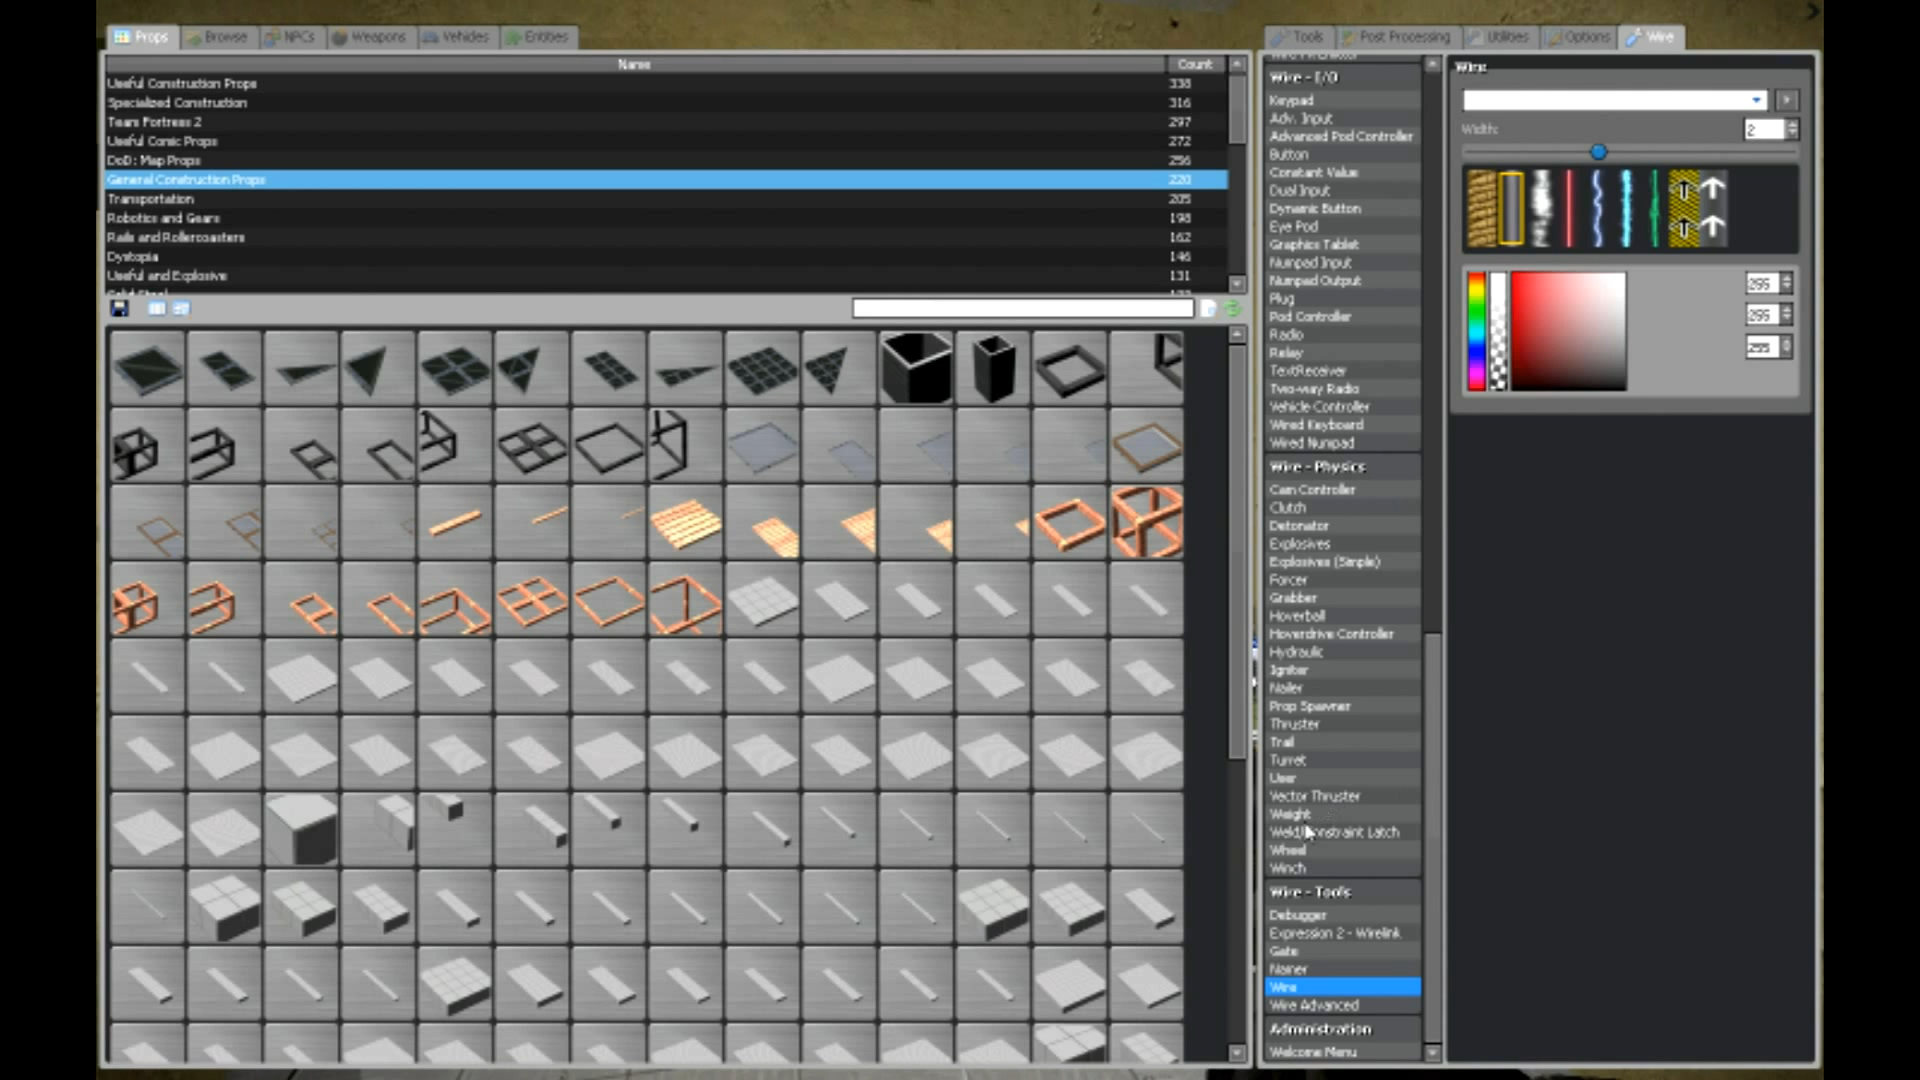 Props Browse NPCs Weapons Vehicles Entities
Name Count
Useful Construction Props 338
Specialized Construction 316
Team Fortress 2 297
Useful Comic Props 272
DoD: Map Props 256
General Construction Props 220
Transportation 205
Robotics and Gears 198
Rails and Rollercoasters 162
Dystopia 146
Useful and Explosive 131
Tools Post Processing Utilities Options Wire
Wire - I/O
Keypad
Adv. Input
Advanced Pod Controller
Button
Constant Value
Dual Input
Dynamic Button
Eye Pod
Graphics Tablet
Numpad Input
Numpad Output
Plug
Pod Controller
Radio
Relay
TextReceiver
Two-way Radio
Vehicle Controller
Wired Keyboard
Wired Numpad
Wire - Physics
Cam Controller
Clutch
Detonator
Explosives
Explosives (Simple)
Forcer
Grabber
Hoverball
Hoverdrive Controller
Hydraulic
Igniter
Nailer
Prop Spawner
Thruster
Trail
Turret
User
Vector Thruster
Weight
Latch
Wheel
Winch
Wire - Tools
Debugger
Expression 2 - Wirelink
Gate
Namer
Wire
Wire Advanced
Administration
Welcome Menu
Wire
Width: 2
255
255
255